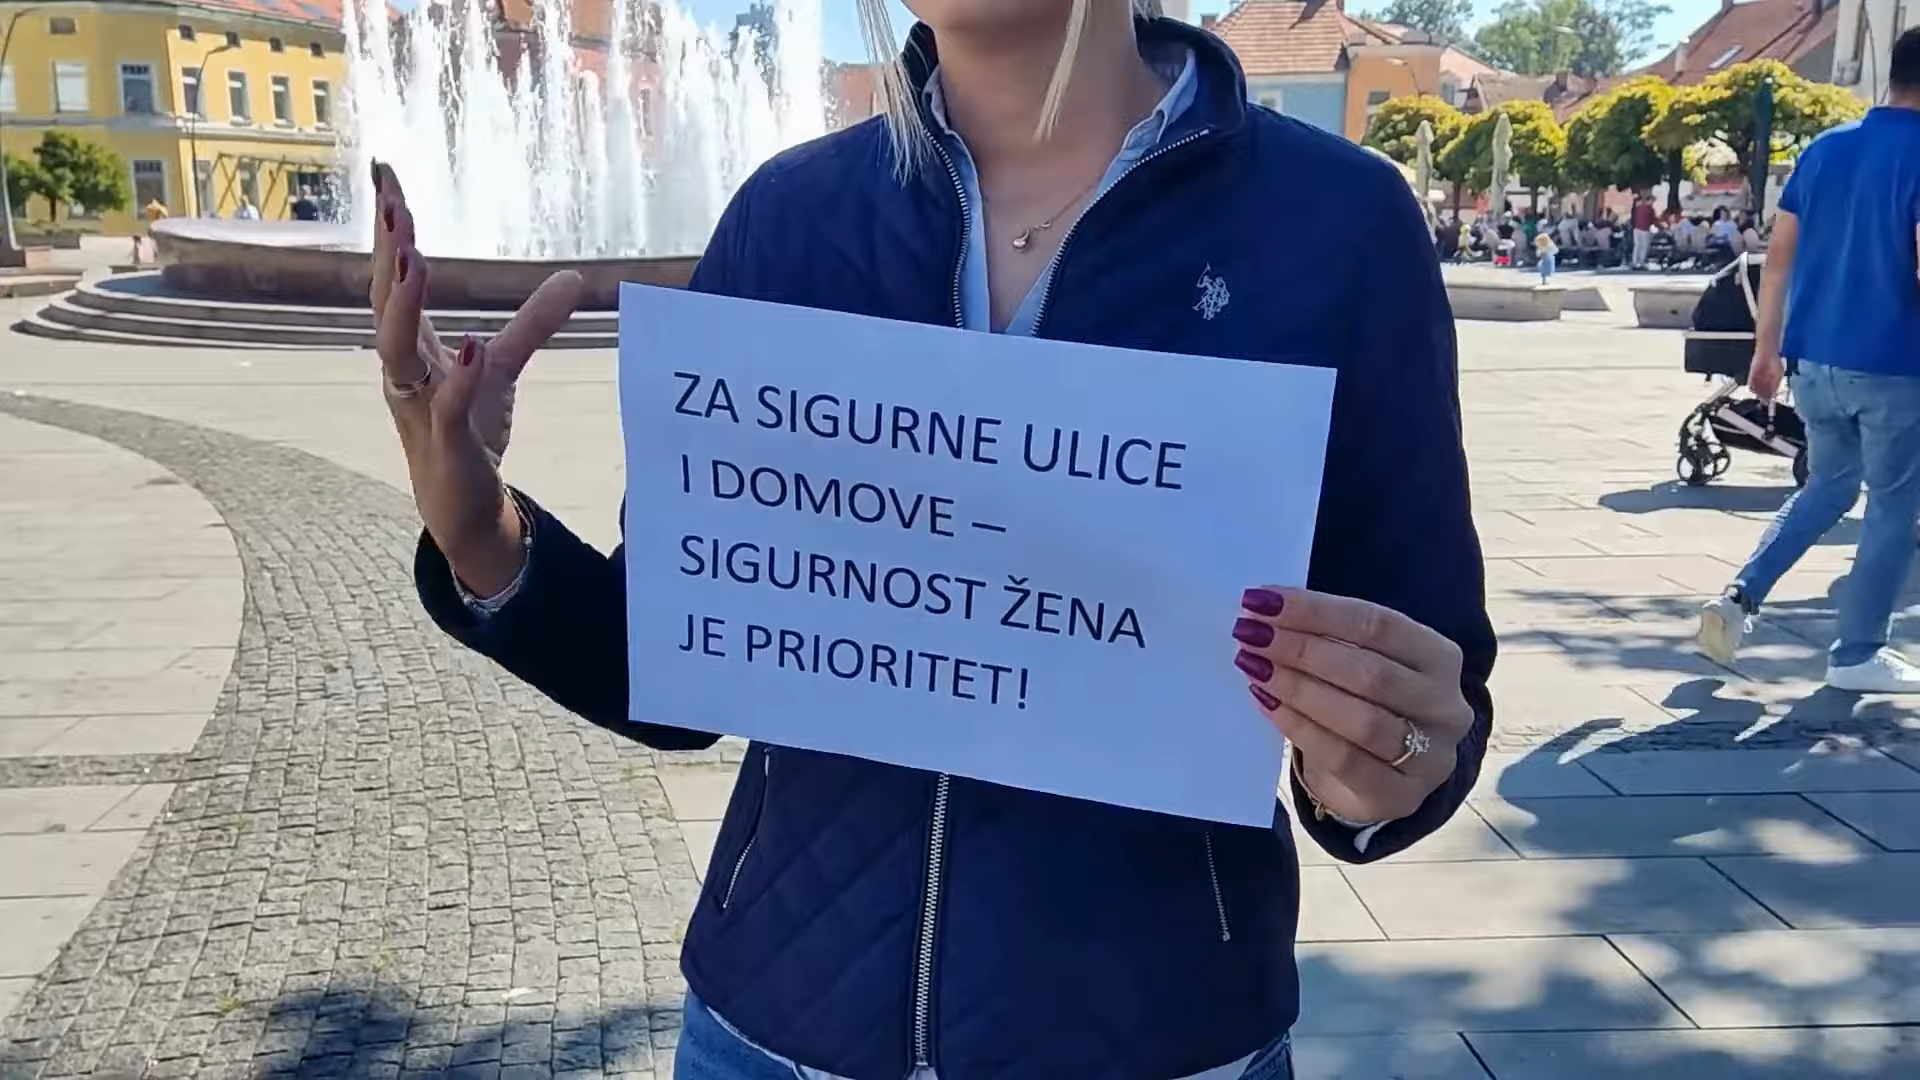 ZA SIGURNE ULICE
I DOMOVE –
SIGURNOST ŽENA
JE PRIORITET!